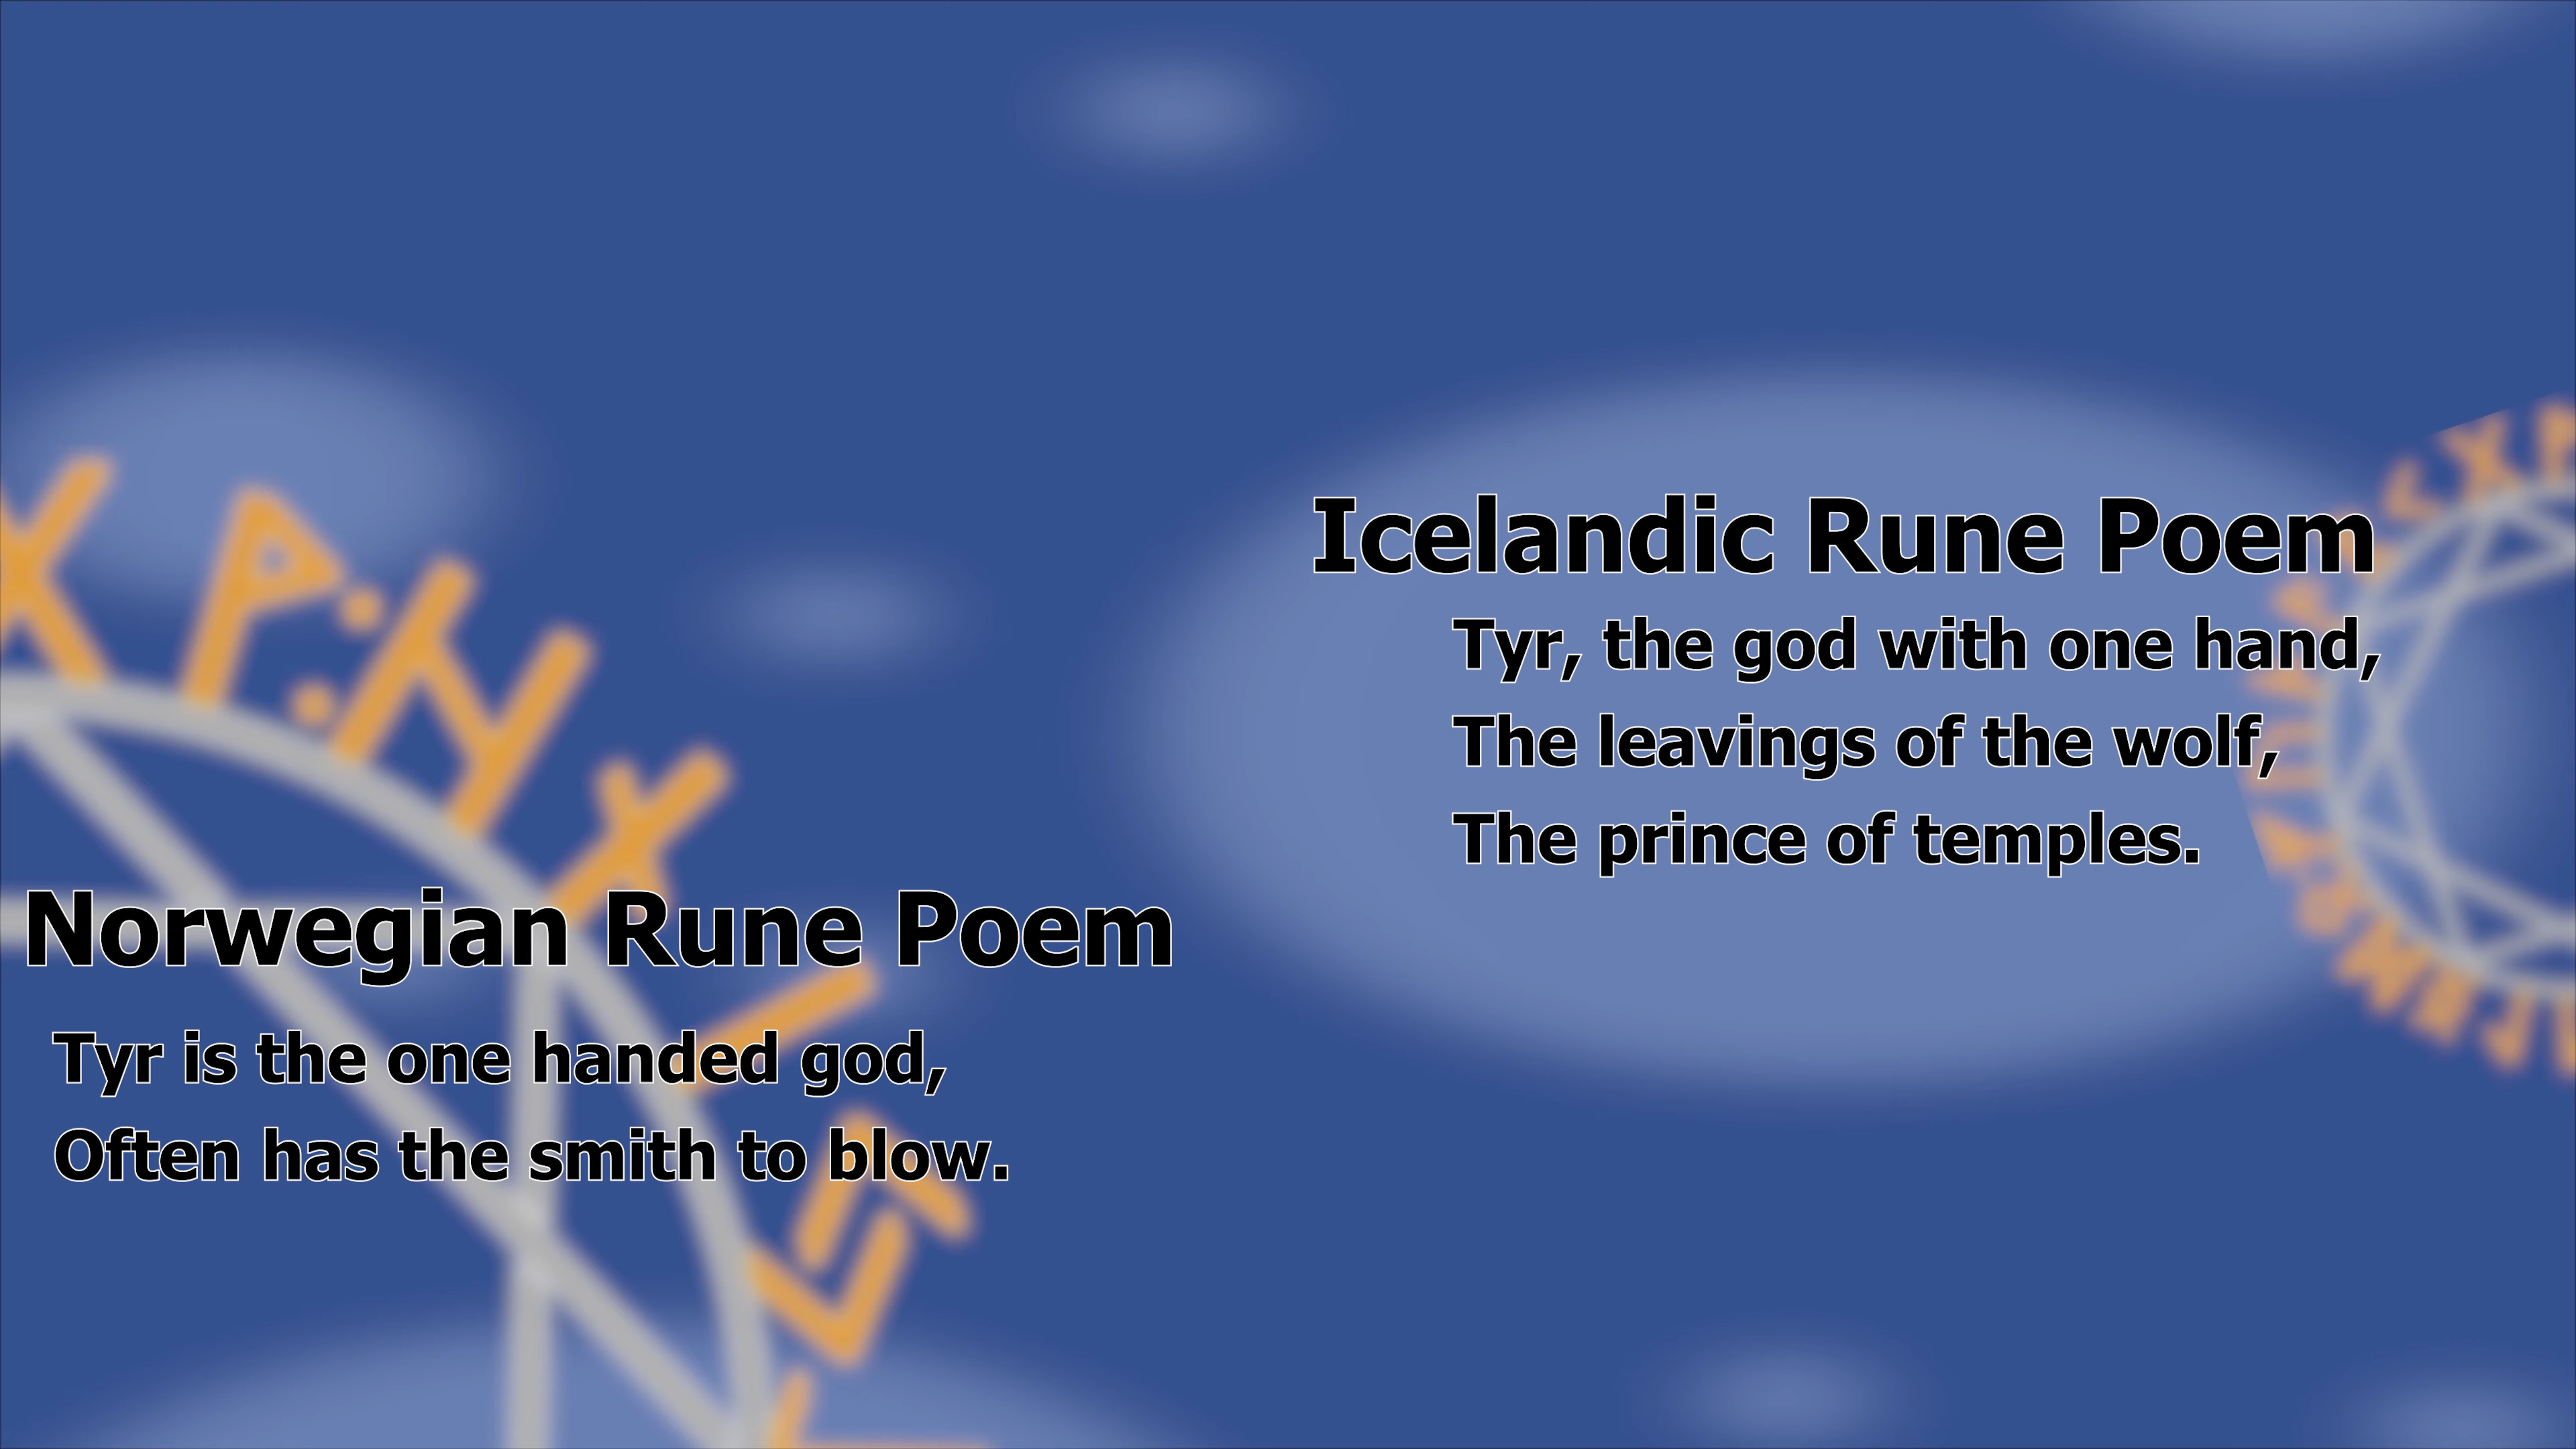 Icelandic Rune Poem
Tyr, the god with one hand,
The leavings of the wolf,
The prince of temples.
Norwegian Rune Poem
Tyr is the one handed god,
Often has the smith to blow.